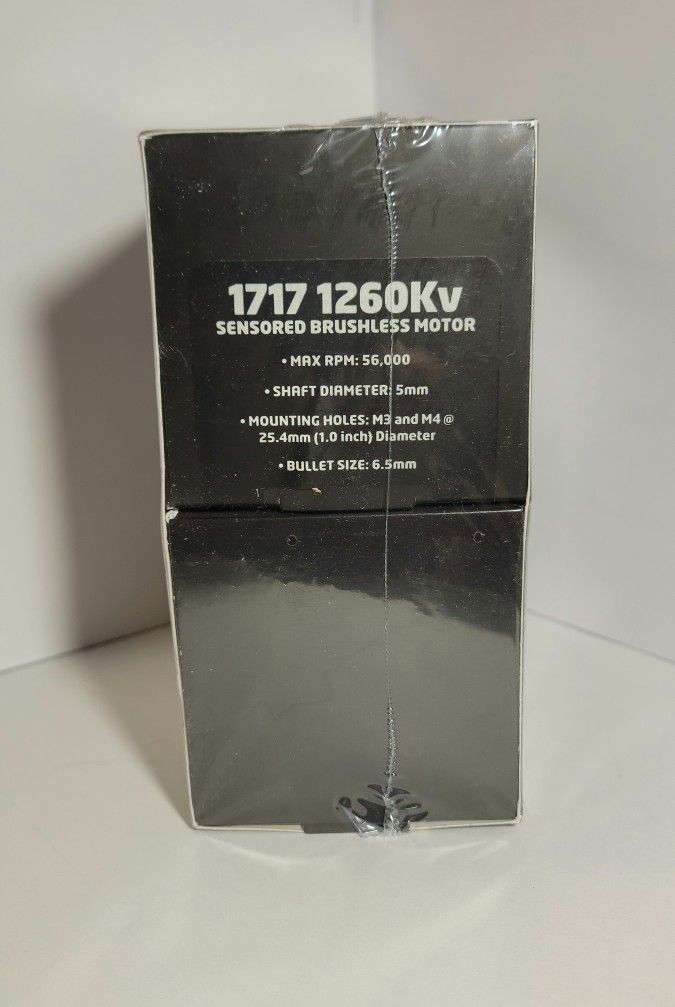 1717 1260Kv
SENSORED BRUSHLESS MOTOR
• MAX RPM: 56,000
• SHAFT DIAMETER: 5mm
• MOUNTING HOLES: M3 and M4 @
25.4mm (1.0 inch) Diameter
• BULLET SIZE: 6.5mm